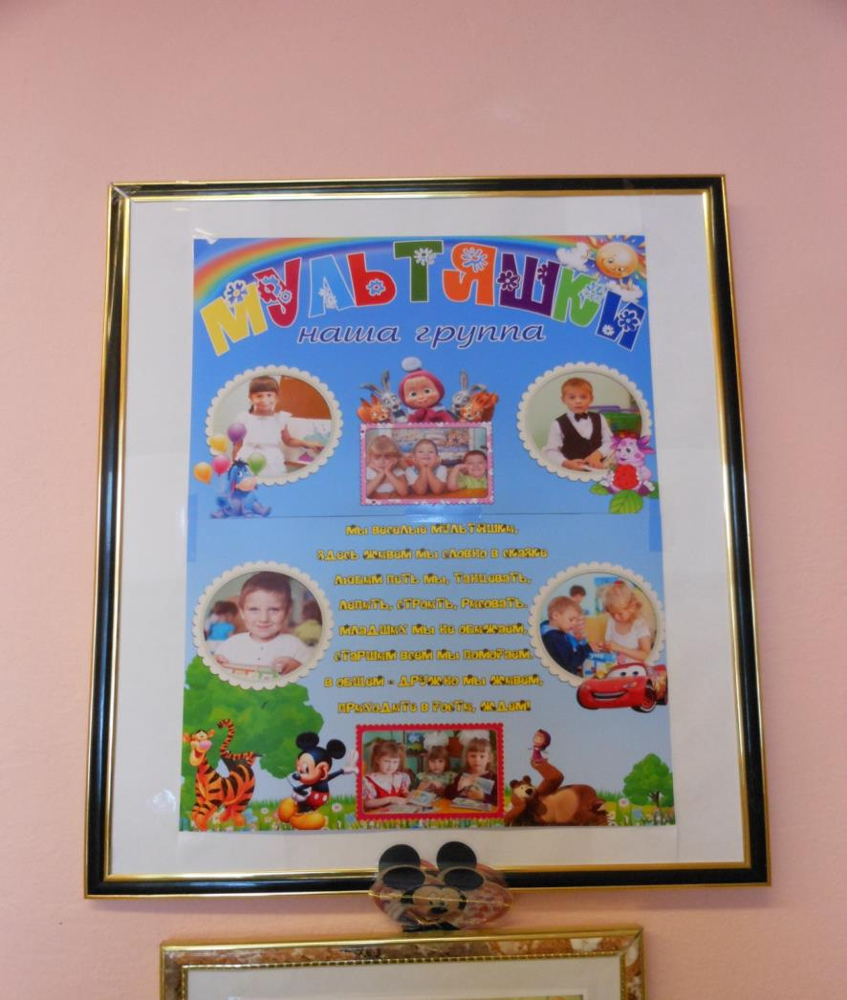 МУЛЬТЯШКИ
наша группа
Мы веселые МУЛЬТЯШКИ,
Здесь живем мы словно в сказке
Любим петь мы, танцевать,
Лепить, строить, рисовать.
Младших мы не обижаем,
Старшим всем мы помогаем.
В общем - дружно мы живем,
Приходите в гости, ждем!